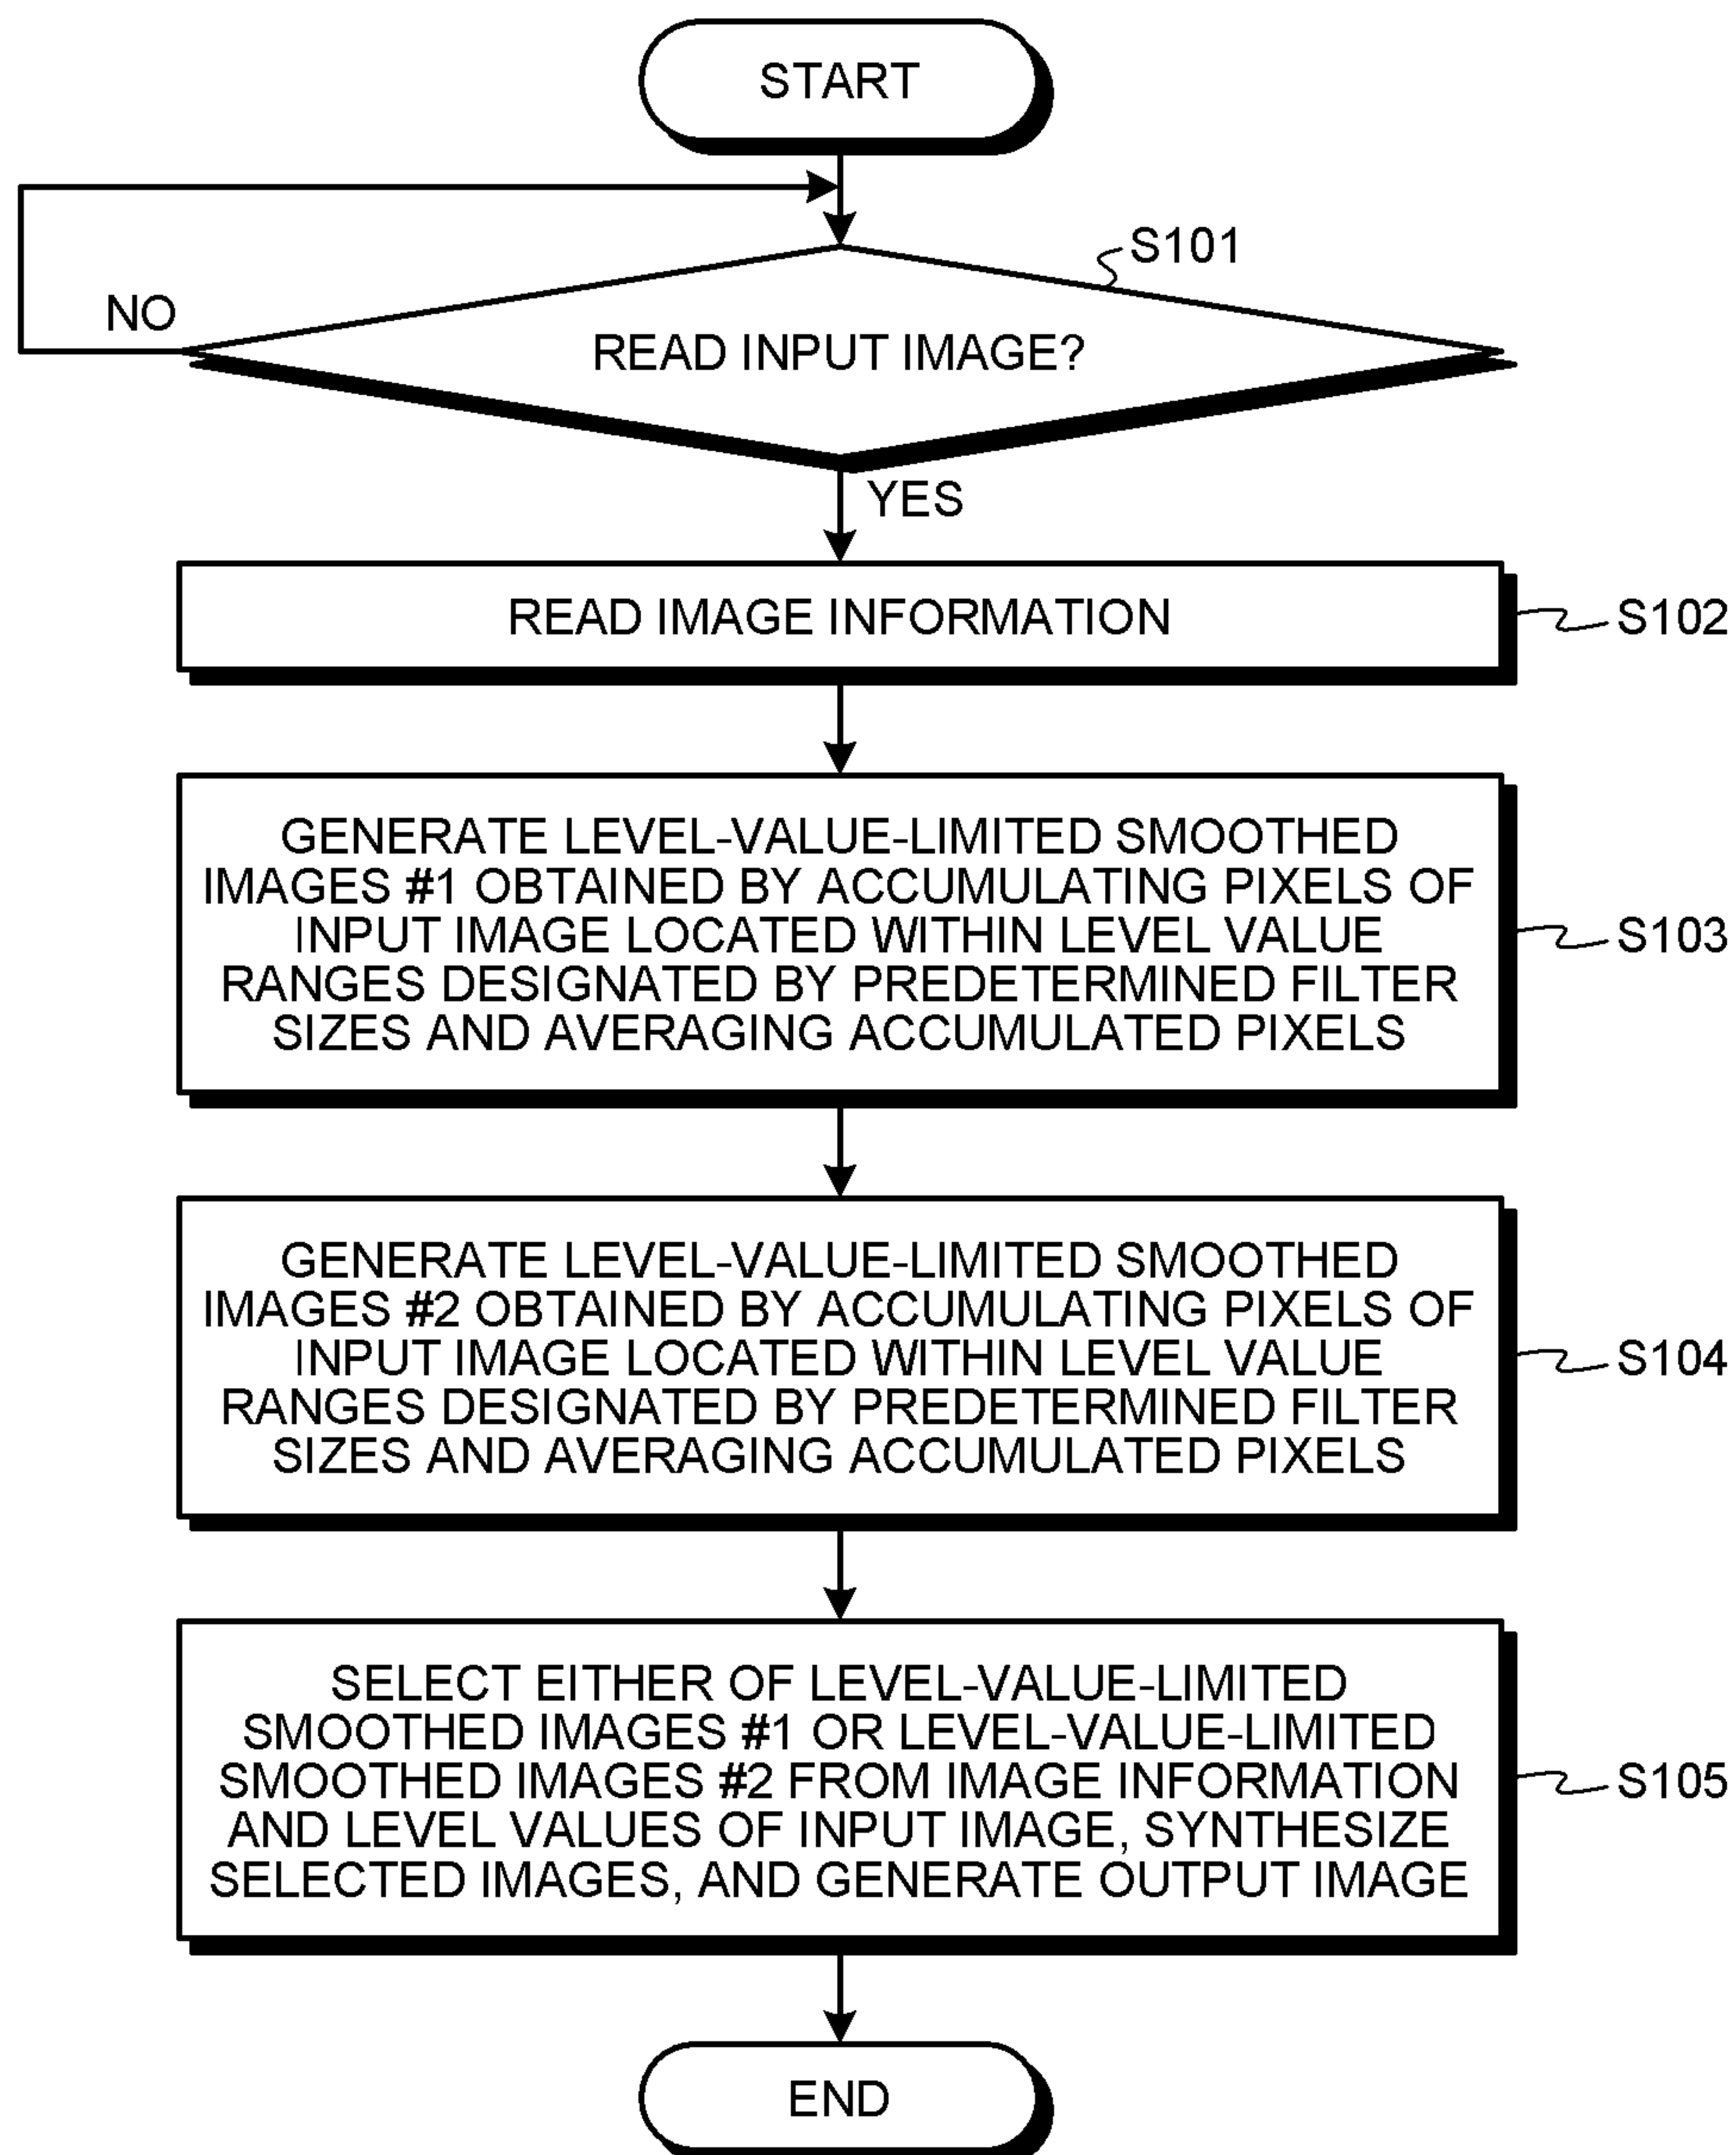 START
S101
NO
READ INPUT IMAGE?
YES
READ IMAGE INFORMATION
S102
GENERATE LEVEL-VALUE-LIMITED SMOOTHED
IMAGES #1 OBTAINED BY ACCUMULATING PIXELS OF
INPUT IMAGE LOCATED WITHIN LEVEL VALUE
RANGES DESIGNATED BY PREDETERMINED FILTER
SIZES AND AVERAGING ACCUMULATED PIXELS
S103
GENERATE LEVEL-VALUE-LIMITED SMOOTHED
IMAGES #2 OBTAINED BY ACCUMULATING PIXELS OF
INPUT IMAGE LOCATED WITHIN LEVEL VALUE
RANGES DESIGNATED BY PREDETERMINED FILTER
SIZES AND AVERAGING ACCUMULATED PIXELS
S104
SELECT EITHER OF LEVEL-VALUE-LIMITED
SMOOTHED IMAGES #1 OR LEVEL-VALUE-LIMITED
SMOOTHED IMAGES #2 FROM IMAGE INFORMATION
AND LEVEL VALUES OF INPUT IMAGE, SYNTHESIZE
SELECTED IMAGES, AND GENERATE OUTPUT IMAGE
S105
END